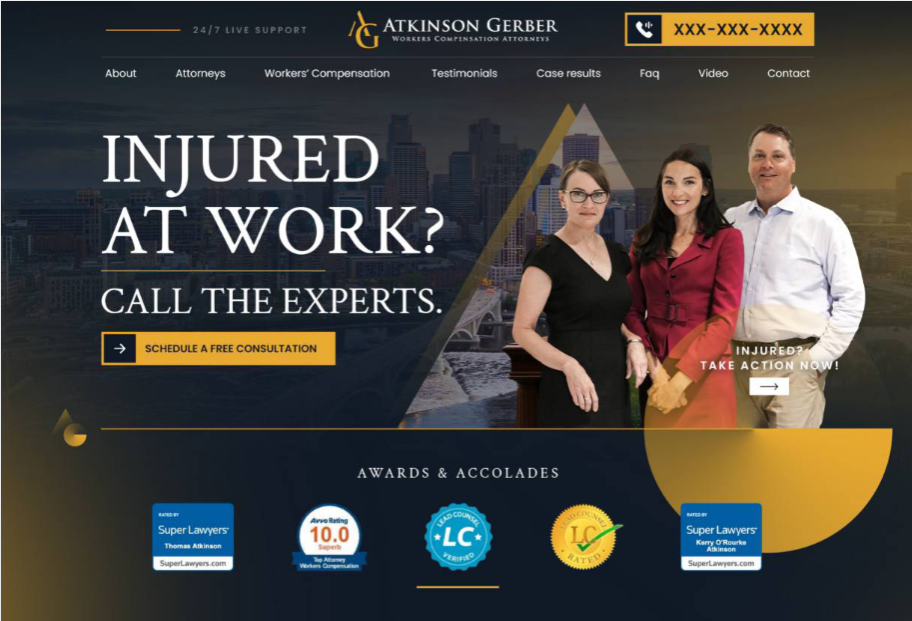 24/7 LIVE SUPPORT
ATKINSON GERBER
WORKERS COMPENSATION ATTORNEYS
XXX-XXX-XXXX
About Attorneys Workers' Compensation Testimonials Case results Faq Video Contact
INJURED
AT WORK?
CALL THE EXPERTS.
SCHEDULE A FREE CONSULTATION
INJURED?
TAKE ACTION NOW!
AWARDS & ACCOLADES
RATED BY
Super Lawyers
Thomas Atkinson
SuperLawyers.com
Avvo Rating
10.0
Superb
Top Attorney
Workers Compensation
LEAD COUNSEL
LC
VERIFIED
LEAD COUNSEL
LC
RATED
RATED BY
Super Lawyers
Kerry O'Rourke
Atkinson
SuperLawyers.com